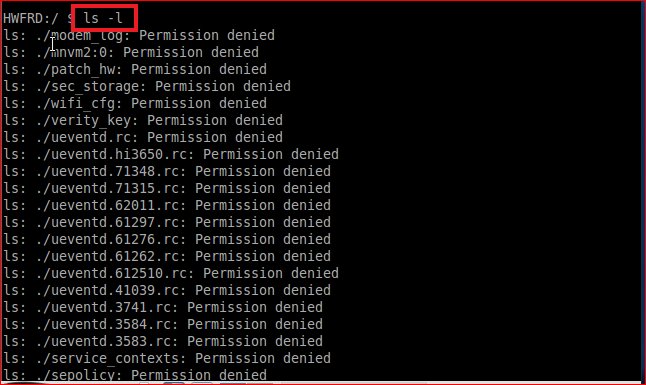 HWFRD:/ $ ls -l
ls: ./modem_log: Permission denied
ls: ./mnvm2:0: Permission denied
ls: ./patch_hw: Permission denied
ls: ./sec_storage: Permission denied
ls: ./wifi_cfg: Permission denied
ls: ./verity_key: Permission denied
ls: ./ueventd.rc: Permission denied
ls: ./ueventd.hi3650.rc: Permission denied
ls: ./ueventd.71348.rc: Permission denied
ls: ./ueventd.71315.rc: Permission denied
ls: ./ueventd.62011.rc: Permission denied
ls: ./ueventd.61297.rc: Permission denied
ls: ./ueventd.61276.rc: Permission denied
ls: ./ueventd.61262.rc: Permission denied
ls: ./ueventd.612510.rc: Permission denied
ls: ./ueventd.41039.rc: Permission denied
ls: ./ueventd.3741.rc: Permission denied
ls: ./ueventd.3584.rc: Permission denied
ls: ./ueventd.3583.rc: Permission denied
ls: ./service_contexts: Permission denied
ls: ./sepolicy: Permission denied